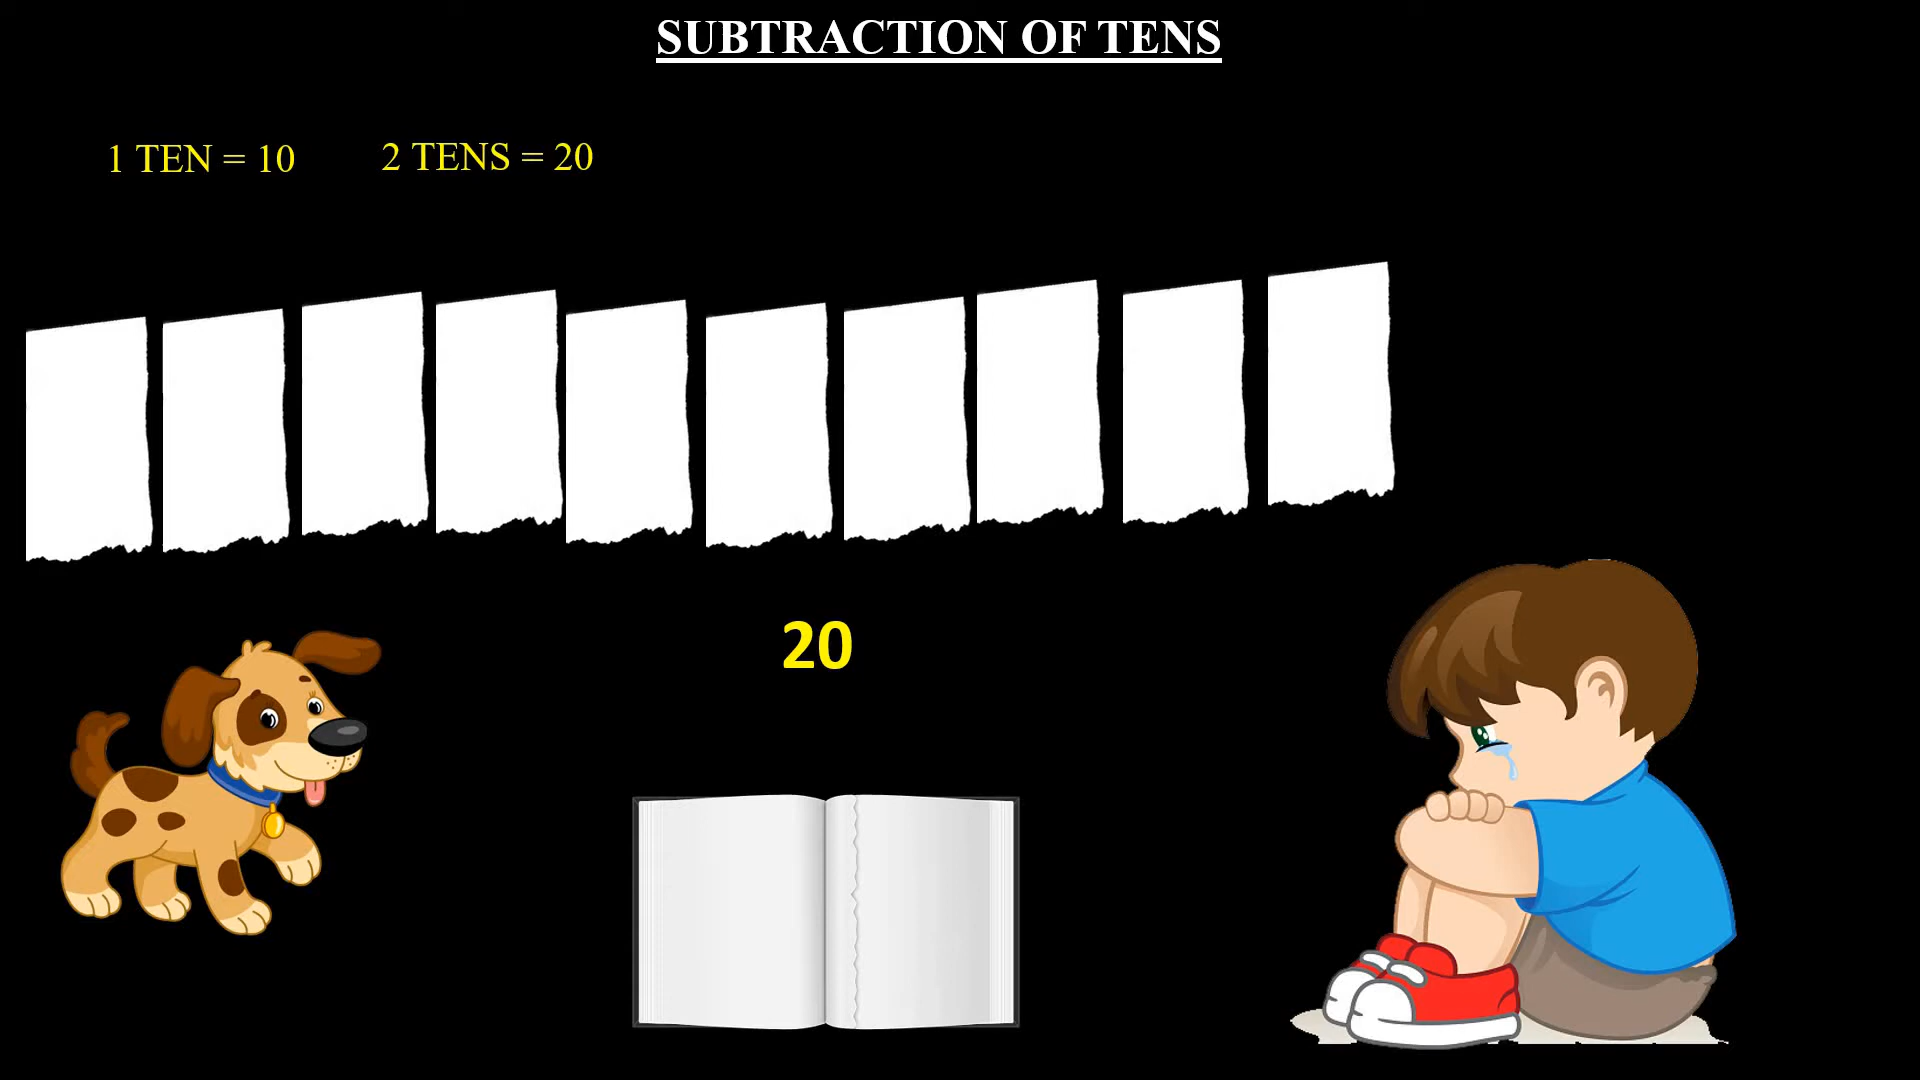 SUBTRACTION OF TENS
1 TEN = 10 2 TENS = 20
20